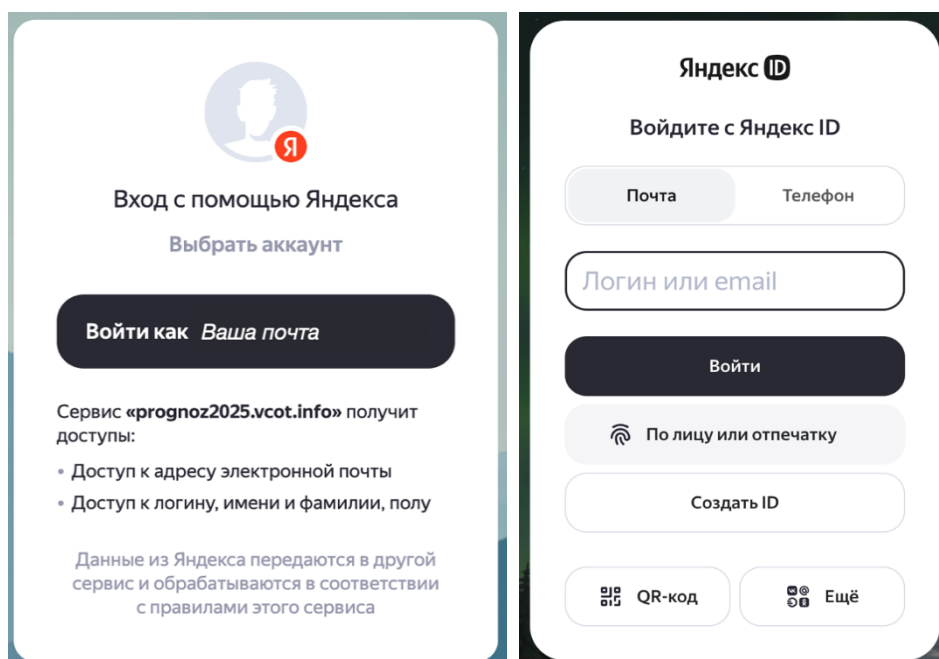 Я
Вход с помощью Яндекса
Выбрать аккаунт
Войти как Ваша почта
Сервис «prognoz2025.vcot.info» получит
доступы:
• Доступ к адресу электронной почты
• Доступ к логину, имени и фамилии, полу
Данные из Яндекса передаются в другой
сервис и обрабатываются в соответствии
с правилами этого сервиса
Яндекс ID
Войдите с Яндекс ID
Почта Телефон
Логин или email
Войти
По лицу или отпечатку
Создать ID
QR-код Ещё